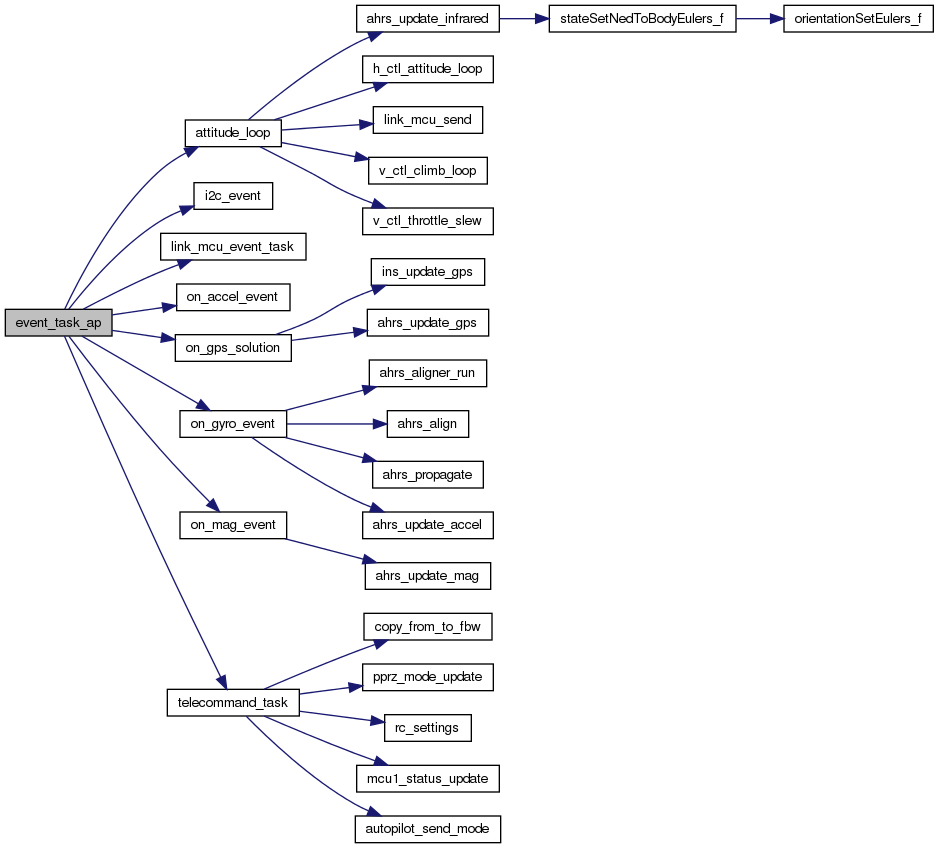 ahrs_update_infrared
stateSetNedToBodyEulers_f
orientationSetEulers_f
h_ctl_attitude_loop
link_mcu_send
attitude_loop
v_ctl_climb_loop
i2c_event
v_ctl_throttle_slew
link_mcu_event_task
ins_update_gps
on_accel_event
event_task_ap
ahrs_update_gps
on_gps_solution
ahrs_aligner_run
on_gyro_event
ahrs_align
ahrs_propagate
on_mag_event
ahrs_update_accel
ahrs_update_mag
copy_from_to_fbw
pprz_mode_update
telecommand_task
rc_settings
mcu1_status_update
autopilot_send_mode